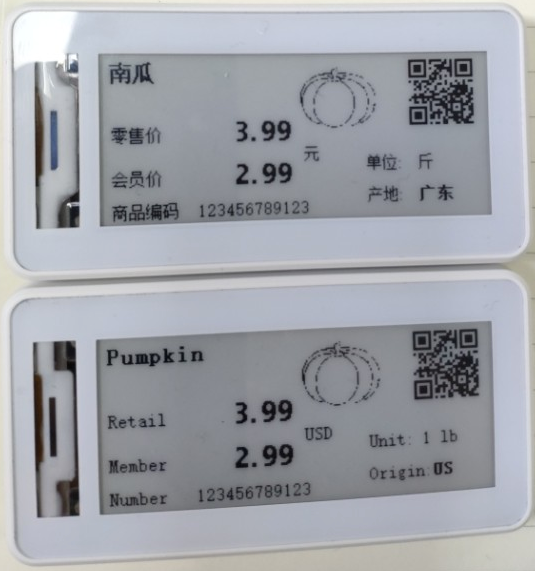 南瓜
零售价 3.99
元
会员价 2.99
单位: 斤
产地: 广东
商品编码 123456789123
Pumpkin
Retail 3.99
USD
Member 2.99
Unit: 1 lb
Origin:US
Number 123456789123